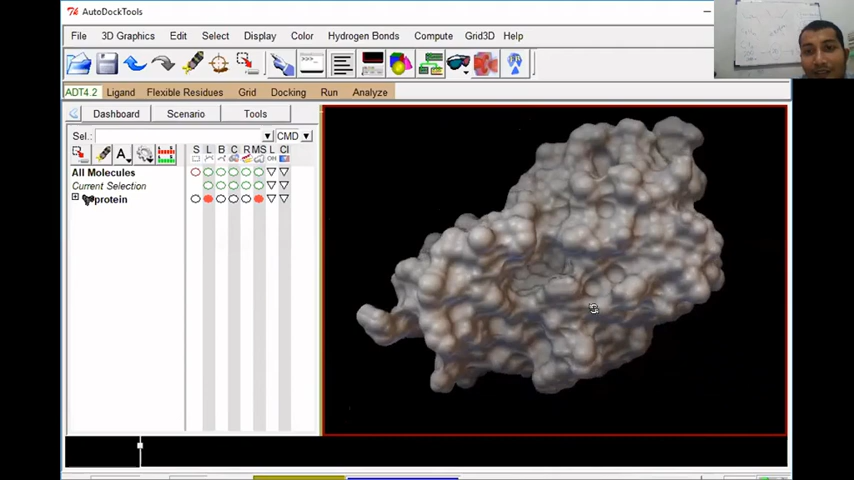 AutoDockTools
File 3D Graphics Edit Select Display Color Hydrogen Bonds Compute Grid3D Help
ADT4.2 Ligand Flexible Residues Grid Docking Run Analyze
Dashboard Scenario Tools
Sel.: CMD
S L B C R MS L Cl
All Molecules
Current Selection
protein